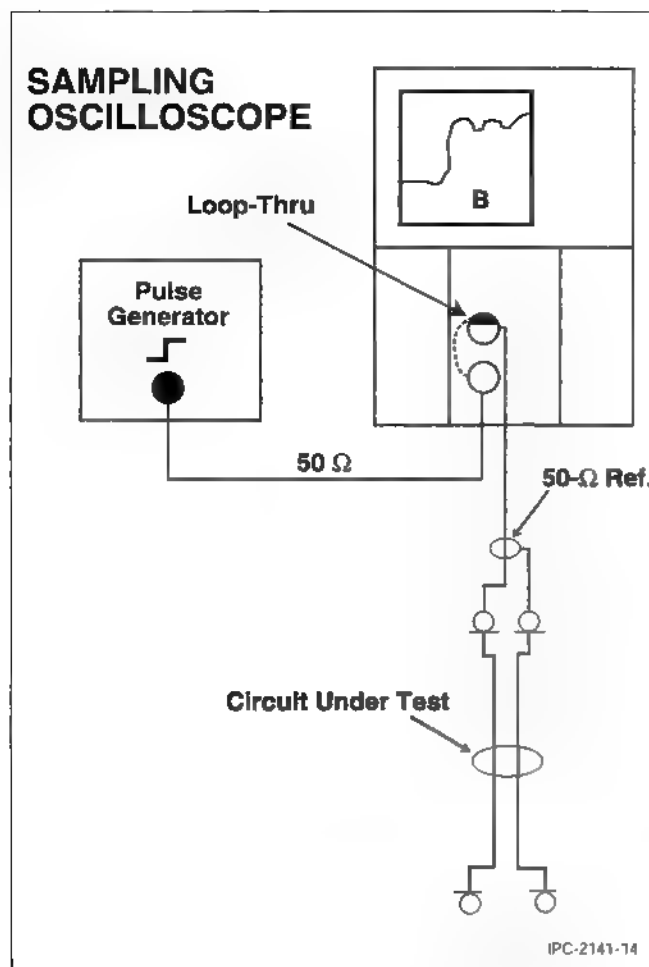 SAMPLING
OSCILLOSCOPE
B
Loop-Thru
Pulse
Generator
50 Ω
50-Ω Ref.
Circuit Under Test
IPC-2141-14